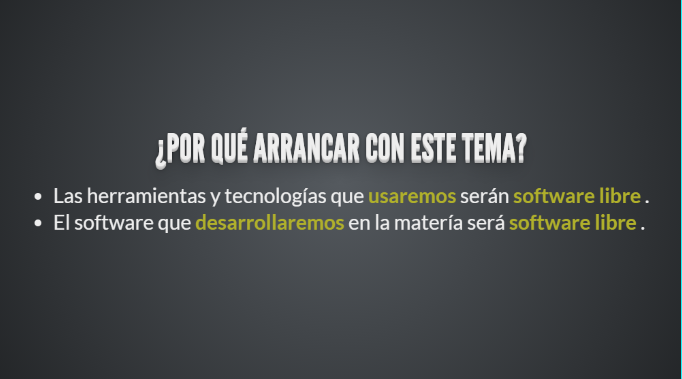 ¿POR QUÉ ARRANCAR CON ESTE TEMA?
• Las herramientas y tecnologías que usaremos serán software libre .
• El software que desarrollaremos en la matería será software libre .